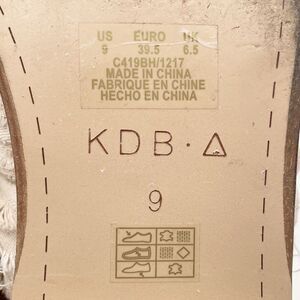 US EURO UK
9 39.5 6.5
C419BH/1217
MADE IN CHINA
FABRIQUE EN CHINE
HECHO EN CHINA
KDB·Δ
9